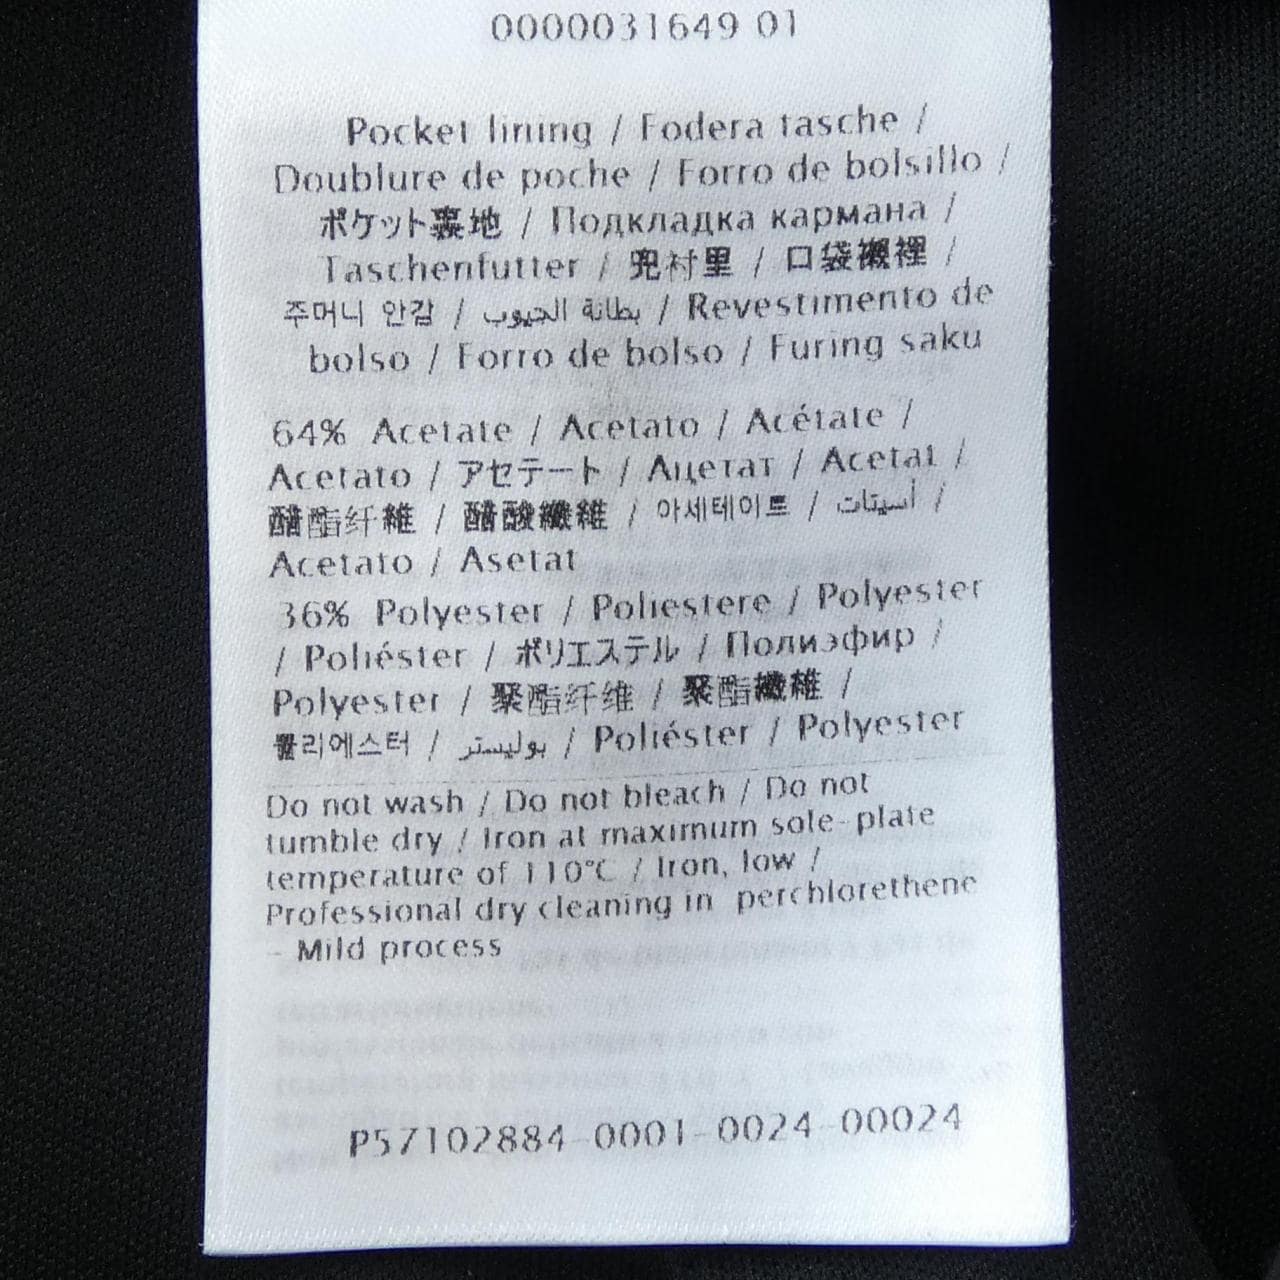 0000031649 01
Pocket lining / Fodera tasche /
Doublure de poche / Forro de bolsillo /
ポケット裏地 / Подкладка кармана /
Taschenfutter / 兜衬里 / 口袋襯裡 /
주머니 안감 / بطانة الجيوب / Revestimento de
bolso / Forro de bolso / Furing saku
64% Acetate / Acetato / Acétate /
Acetato / アセテート / Ацетат / Acetat /
醋酯纤維 / 醋酸纖維 / 아세테이트 / أسيتات /
Acetato / Asetat
36% Polyester / Poliestere / Polyester
/ Poliéster / ポリエステル / Полиэфир /
Polyester / 聚酯纤维 / 聚酯纖維 /
폴리에스터 / بوليستر / Poliéster / Polyester
Do not wash / Do not bleach / Do not
tumble dry / Iron at maximum sole-plate
temperature of 110°C / Iron, low /
Professional dry cleaning in perchlorethene
- Mild process
P57102884-0001-0024-00024